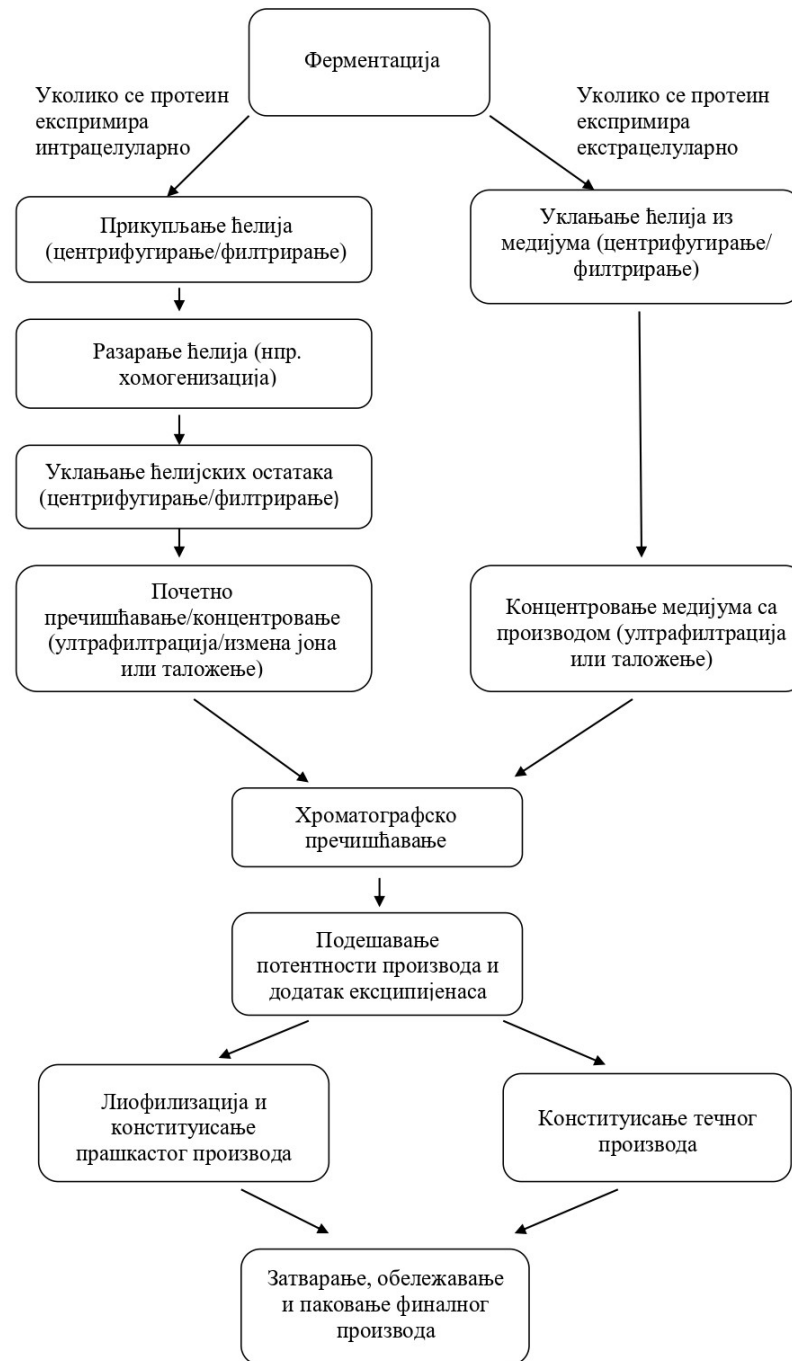 Ферментација
Уколико се протеин
експримира
интрацелуларно
Уколико се протеин
експримира
екстрацелуларно
Прикупљање ћелија
(центрифугирање/филтрирање)
Уклањање ћелија из
медијума (центрифугирање/
филтрирање)
Разарање ћелија (нпр.
хомогенизација)
Уклањање ћелијских остатака
(центрифугирање/филтрирање)
Почетно
пречишћавање/концентровање
(ултрафилтрација/измена јона
или таложење)
Концентровање медијума са
производом (ултрафилтрација
или таложење)
Хроматографско
пречишћавање
Подешавање
потентности производа и
додатак ексципијенаса
Лиофилизација и
конституисање
прашкастог производа
Конституисање течног
производа
Затварање, обележавање
и паковање финалног
производа